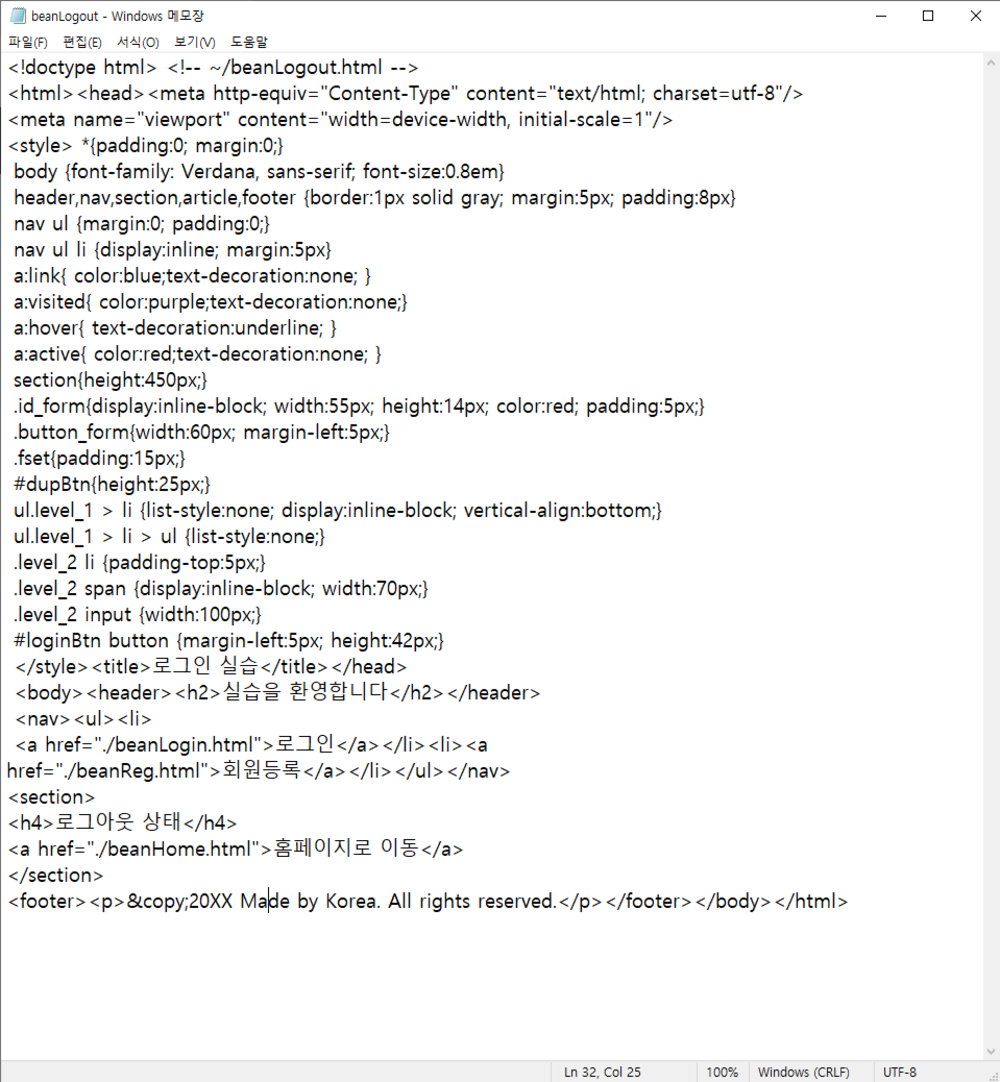 beanLogout - Windows 메모장
파일(F) 편집(E) 서식(O) 보기(V) 도움말
<!doctype html> <!-- ~/beanLogout.html -->
<html><head><meta http-equiv="Content-Type" content="text/html; charset=utf-8"/>
<meta name="viewport" content="width=device-width, initial-scale=1"/>
<style> *{padding:0; margin:0;}
body {font-family: Verdana, sans-serif; font-size:0.8em}
header,nav,section,article,footer {border:1px solid gray; margin:5px; padding:8px}
nav ul {margin:0; padding:0;}
nav ul li {display:inline; margin:5px}
a:link{ color:blue;text-decoration:none; }
a:visited{ color:purple;text-decoration:none;}
a:hover{ text-decoration:underline; }
a:active{ color:red;text-decoration:none; }
section{height:450px;}
.id_form{display:inline-block; width:55px; height:14px; color:red; padding:5px;}
.button_form{width:60px; margin-left:5px;}
.fset{padding:15px;}
#dupBtn{height:25px;}
ul.level_1 > li {list-style:none; display:inline-block; vertical-align:bottom;}
ul.level_1 > li > ul {list-style:none;}
.level_2 li {padding-top:5px;}
.level_2 span {display:inline-block; width:70px;}
.level_2 input {width:100px;}
#loginBtn button {margin-left:5px; height:42px;}
</style><title>로그인 실습</title></head>
<body><header><h2>실습을 환영합니다</h2></header>
<nav><ul><li>
<a href="./beanLogin.html">로그인</a></li><li><a
href="./beanReg.html">회원등록</a></li></ul></nav>
<section>
<h4>로그아웃 상태</h4>
<a href="./beanHome.html">홈페이지로 이동</a>
</section>
<footer><p>&copy;20XX Made by Korea. All rights reserved.</p></footer></body></html>
Ln 32, Col 25 100% Windows (CRLF) UTF-8